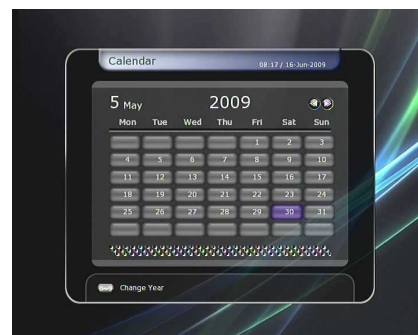 Calendar 08:17 / 16-Jun-2009
5 May 2009
Mon Tue Wed Thu Fri Sat Sun
1 2 3
4 5 6 7 8 9 10
11 12 13 14 15 16 17
18 19 20 21 22 23 24
25 26 27 28 29 30 31
Change Year